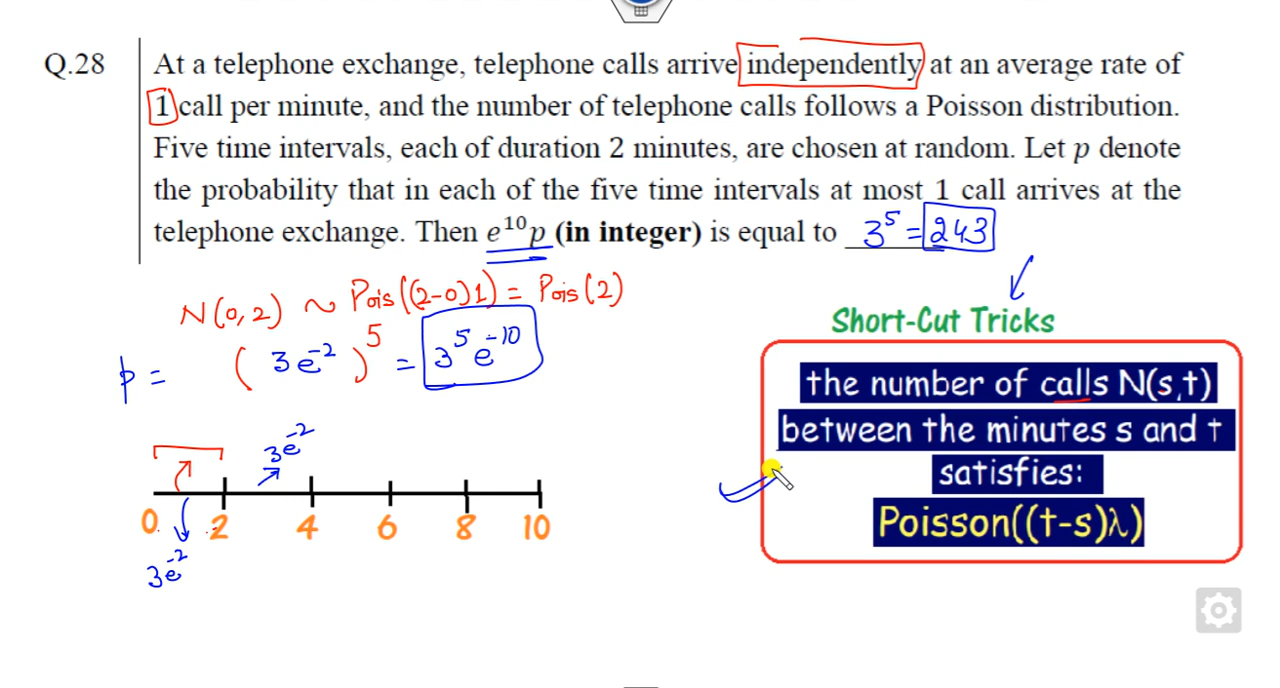 Q.28 At a telephone exchange, telephone calls arrive independently at an average rate of
1 call per minute, and the number of telephone calls follows a Poisson distribution.
Five time intervals, each of duration 2 minutes, are chosen at random. Let p denote
the probability that in each of the five time intervals at most 1 call arrives at the
telephone exchange. Then e¹⁰p (in integer) is equal to ________ 3⁵ = 243
N(0,2) ~ Pois((2-0)1) = Pois(2)
p = (3e⁻²)⁵ = 3⁵e⁻¹⁰
Short-Cut Tricks
the number of calls N(s,t)
between the minutes s and t
satisfies:
Poisson((t-s)λ)
3e⁻²
0 2 4 6 8 10
3e⁻²